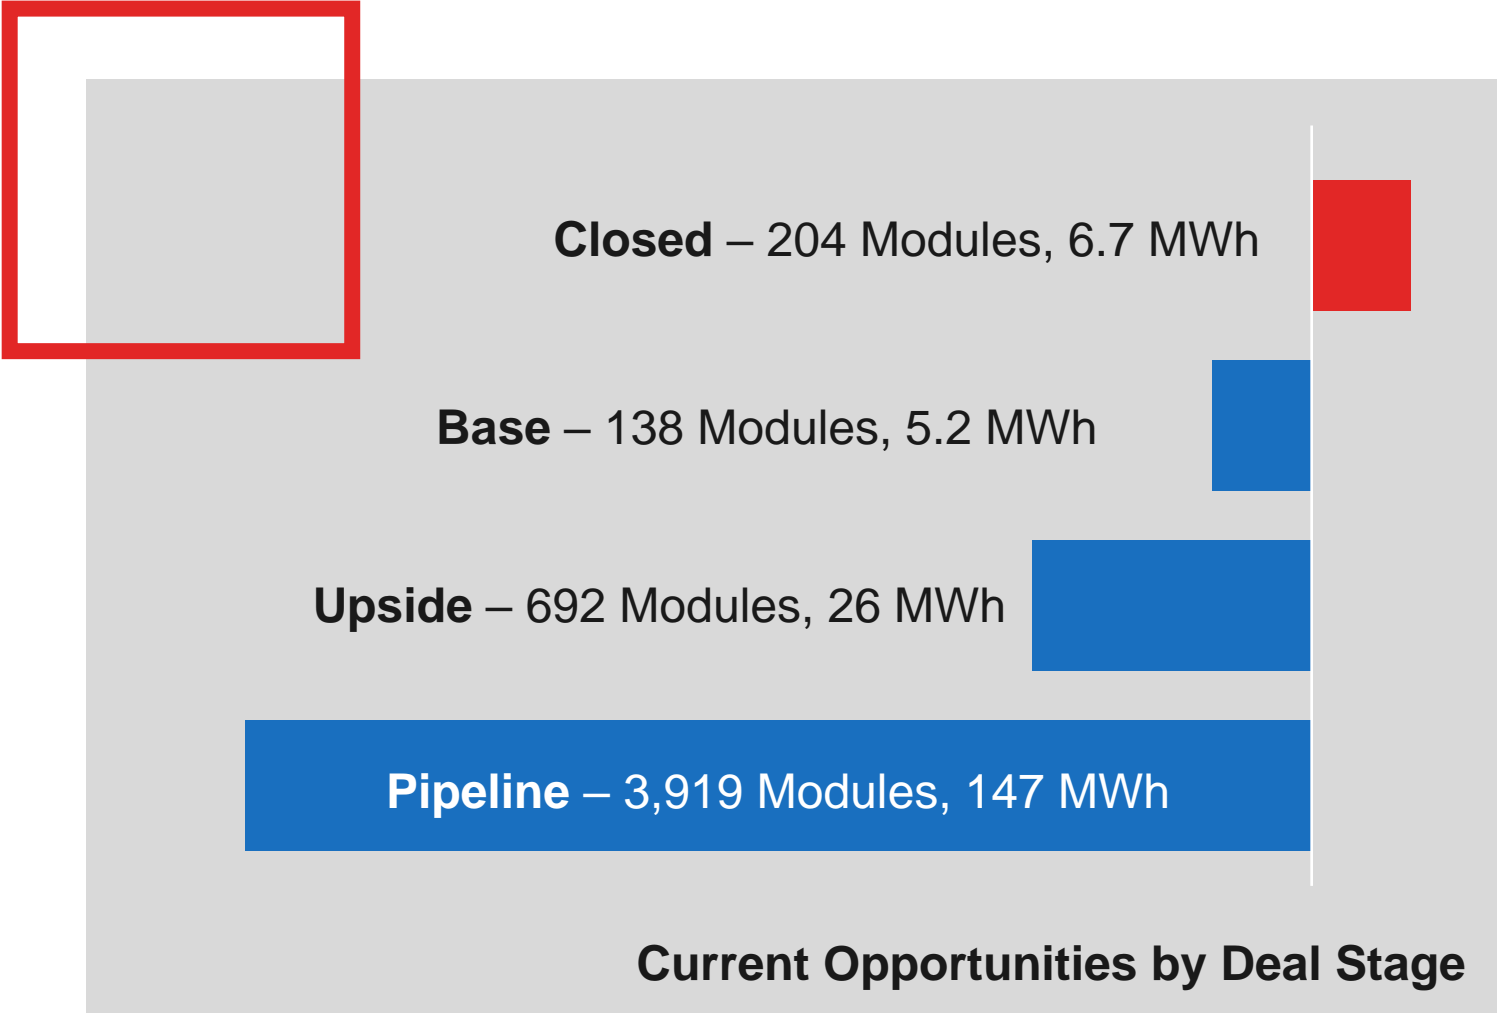 Closed – 204 Modules, 6.7 MWh
Base – 138 Modules, 5.2 MWh
Upside – 692 Modules, 26 MWh
Pipeline – 3,919 Modules, 147 MWh
Current Opportunities by Deal Stage